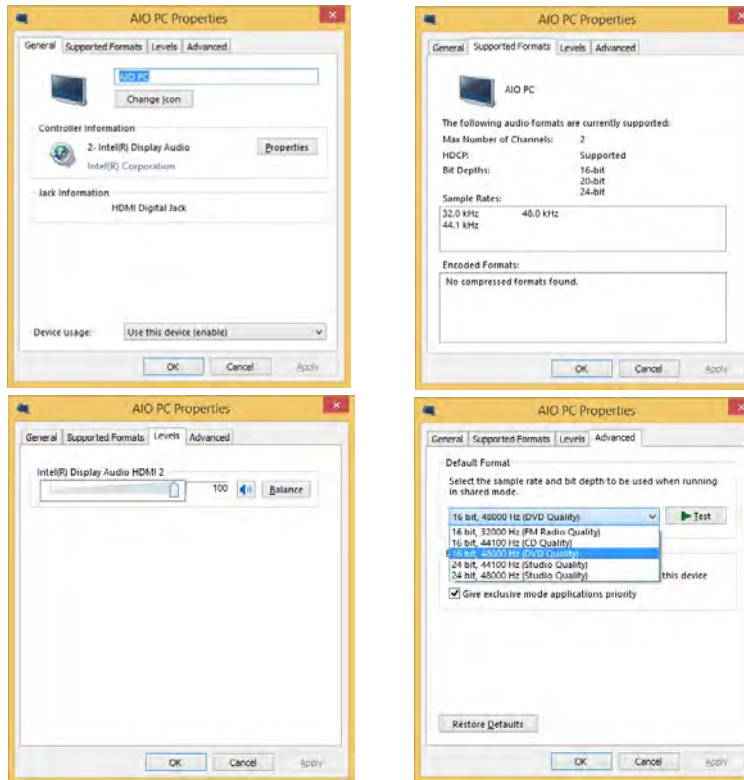 AIO PC Properties
General Supported Formats Levels Advanced
AIO PC
Change Icon
Controller Information
2- Intel(R) Display Audio Properties
Intel(R) Corporation
Jack Information
HDMI Digital Jack
Device usage: Use this device (enable)
OK Cancel Apply
AIO PC Properties
General Supported Formats Levels Advanced
AIO PC
The following audio formats are currently supported:
Max Number of Channels: 2
HDCP: Supported
Bit Depths: 16-bit
20-bit
24-bit
Sample Rates:
32.0 kHz 48.0 kHz
44.1 kHz
Encoded Formats:
No compressed formats found.
OK Cancel Apply
AIO PC Properties
General Supported Formats Levels Advanced
Intel(R) Display Audio HDMI 2
100 Balance
OK Cancel Apply
AIO PC Properties
General Supported Formats Levels Advanced
Default Format
Select the sample rate and bit depth to be used when running
in shared mode.
16 bit, 48000 Hz (DVD Quality) Test
16 bit, 32000 Hz (FM Radio Quality)
16 bit, 44100 Hz (CD Quality)
16 bit, 48000 Hz (DVD Quality)
24 bit, 44100 Hz (Studio Quality)
24 bit, 48000 Hz (Studio Quality)
this device
Give exclusive mode applications priority
Restore Defaults
OK Cancel Apply